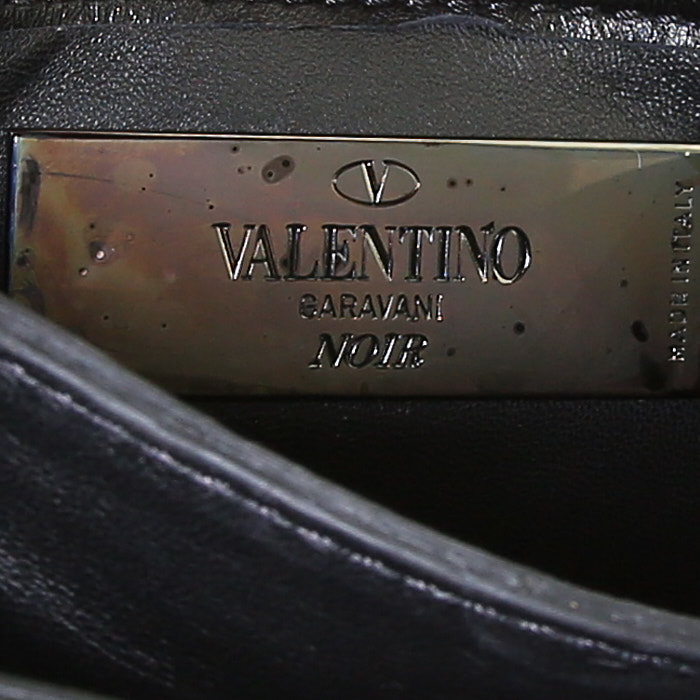 V
VALENTINO
GARAVANI
NOIR
MADE IN ITALY